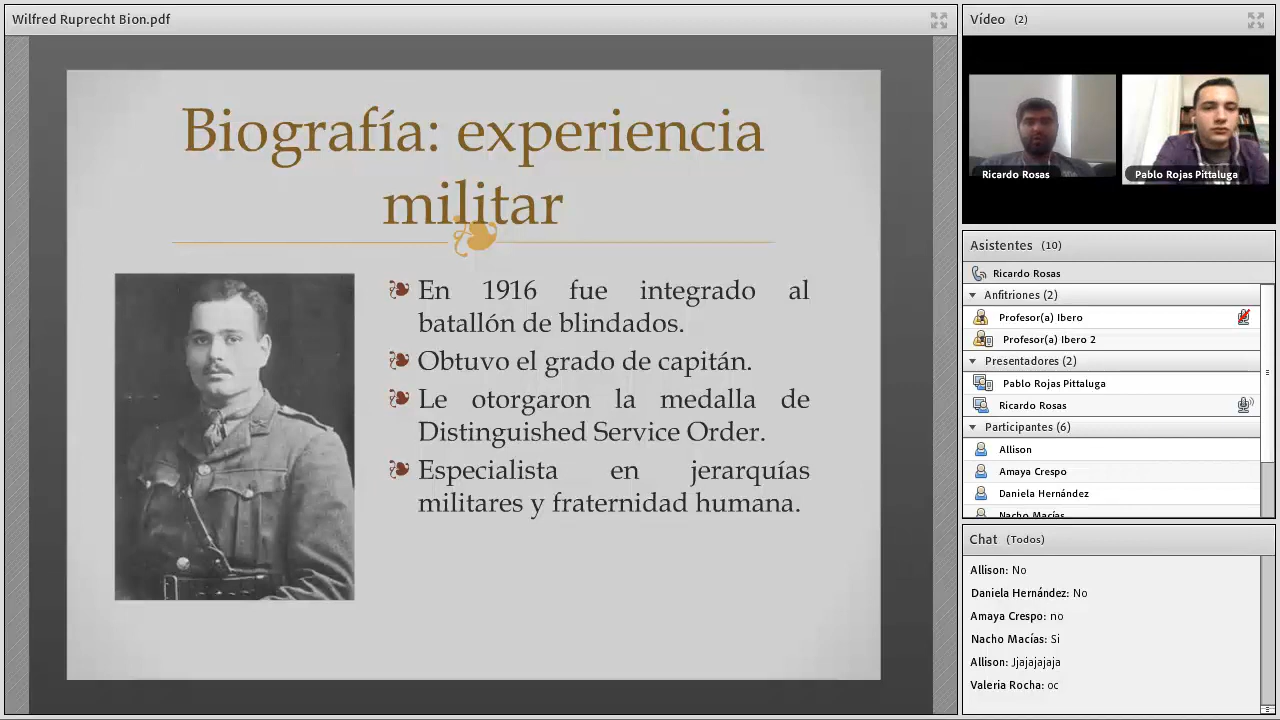 Wilfred Ruprecht Bion.pdf
Biografía: experiencia
militar
En 1916 fue integrado al
batallón de blindados.
Obtuvo el grado de capitán.
Le otorgaron la medalla de
Distinguished Service Order.
Especialista en jerarquías
militares y fraternidad humana.
Vídeo (2)
Ricardo Rosas
Pablo Rojas Pittaluga
Asistentes (10)
Ricardo Rosas
Anfitriones (2)
Profesor(a) Ibero
Profesor(a) Ibero 2
Presentadores (2)
Pablo Rojas Pittaluga
Ricardo Rosas
Participantes (6)
Allison
Amaya Crespo
Daniela Hernández
Nacho Macías
Chat (Todos)
Allison: No
Daniela Hernández: No
Amaya Crespo: no
Nacho Macías: Si
Allison: Jjajajajaja
Valeria Rocha: oc